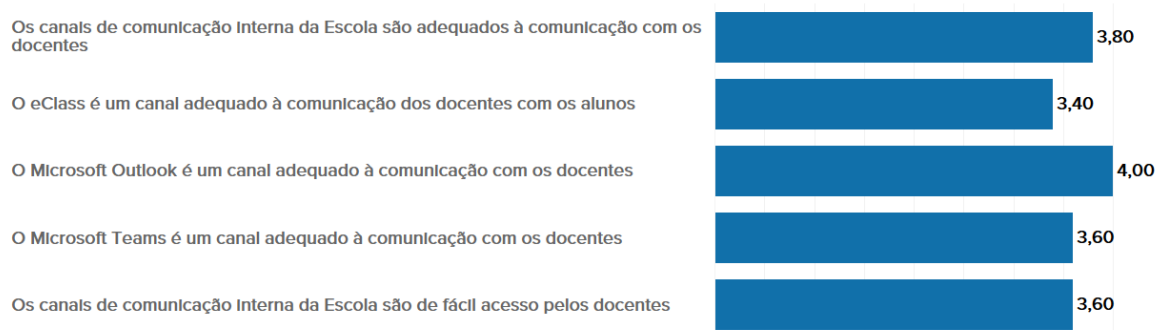 Os canais de comunicação interna da Escola são adequados à comunicação com os
docentes
3,80
O eClass é um canal adequado à comunicação dos docentes com os alunos
3,40
O Microsoft Outlook é um canal adequado à comunicação com os docentes
4,00
O Microsoft Teams é um canal adequado à comunicação com os docentes
3,60
Os canais de comunicação interna da Escola são de fácil acesso pelos docentes
3,60